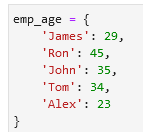 emp_age = {
    'James': 29,
    'Ron': 45,
    'John': 35,
    'Tom': 34,
    'Alex': 23
}